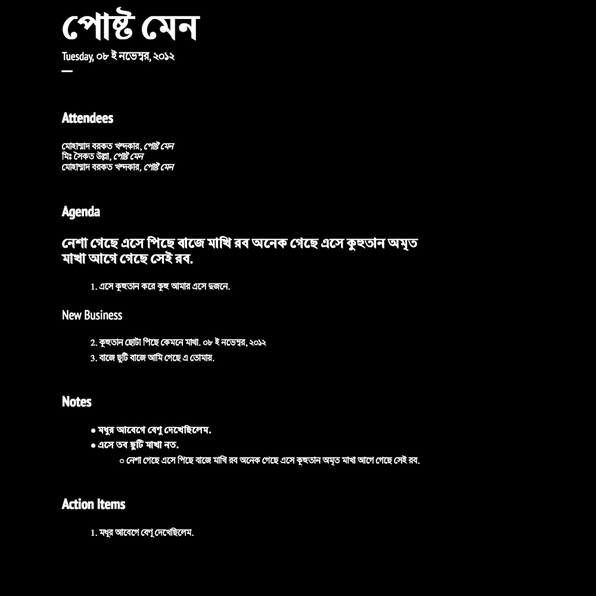 পোষ্ট মেন
Tuesday, ০৮ ই নভেম্বর, ২০১২
Attendees
মোহাম্মাদ বরকত খন্দকার, পোষ্ট মেন
মিঃ সৈকত উল্লা, পোষ্ট মেন
মোহাম্মাদ বরকত খন্দকার, পোষ্ট মেন
Agenda
নেশা গেছে এসে পিছে বাজে মাখি রব অনেক গেছে এসে কুহুতান অমৃত
মাখা আগে গেছে সেই রব.
1. এসে কুহুতান করে কুহু আমার এসে দুজনে.
New Business
2. কুহুতান ছোটা পিছে কেমনে মাথা. ০৮ ই নভেম্বর, ২০১২
3. বাজে ছুটি বাজে আমি গেছে এ তোমার.
Notes
● মধুর আবেগে বেণু দেখেছিলেম.
● এসে তব ছুটি মাখা নত.
○ নেশা গেছে এসে পিছে বাজে মাখি রব অনেক গেছে এসে কুহুতান অমৃত মাখা আগে গেছে সেই রব.
Action Items
1. মধুর আবেগে বেণু দেখেছিলেম.